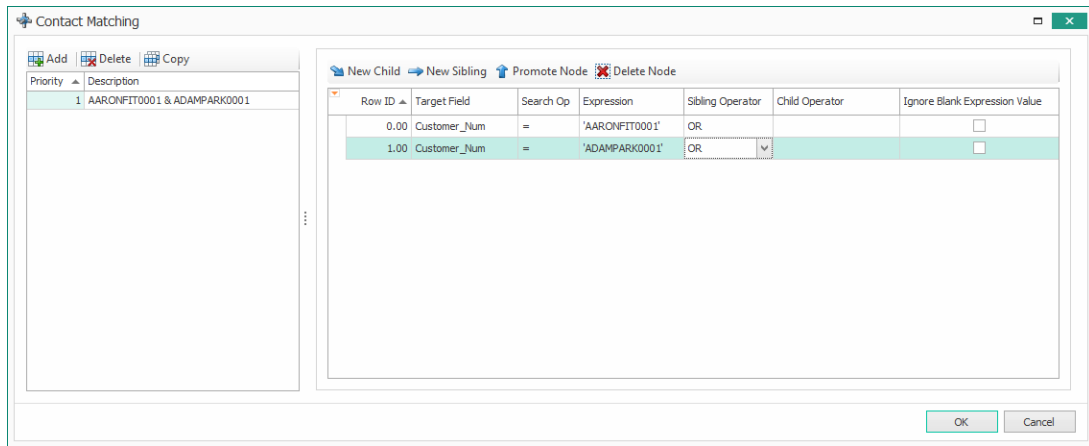 Contact Matching
Add Delete Copy
Priority Description
1 AARONFIT0001 & ADAMPARK0001
New Child New Sibling Promote Node Delete Node
Row ID Target Field Search Op Expression Sibling Operator Child Operator Ignore Blank Expression Value
0.00 Customer_Num = 'AARONFIT0001' OR
1.00 Customer_Num = 'ADAMPARK0001' OR
OK Cancel